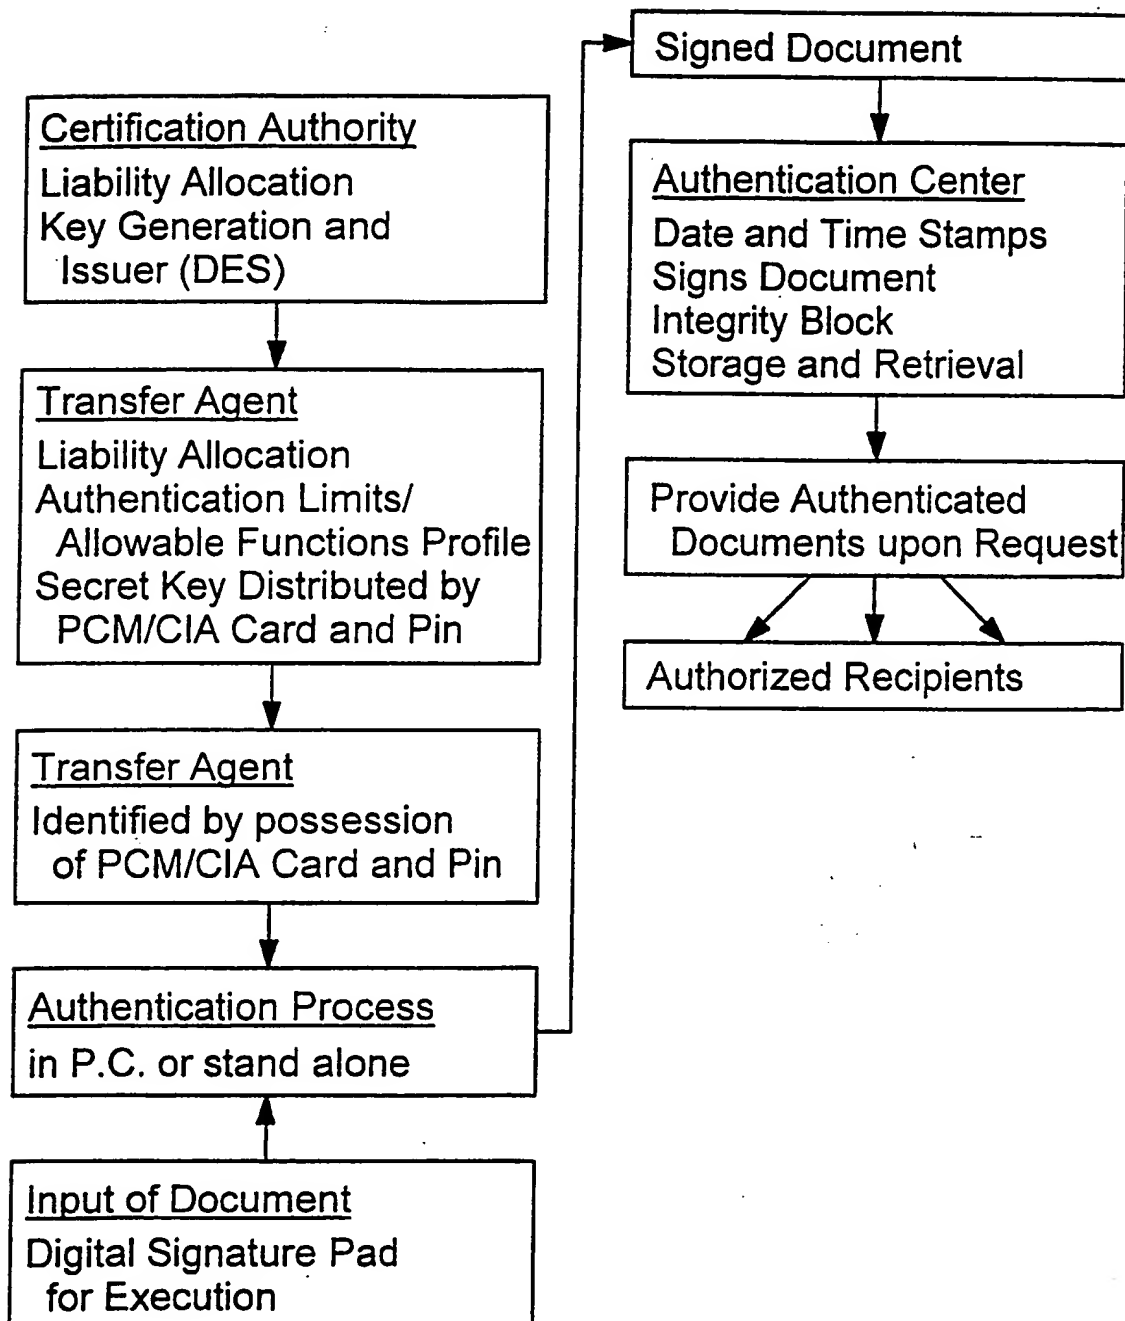 Certification Authority
Liability Allocation
Key Generation and
Issuer (DES)
Transfer Agent
Liability Allocation
Authentication Limits/
Allowable Functions Profile
Secret Key Distributed by
PCM/CIA Card and Pin
Transfer Agent
Identified by possession
of PCM/CIA Card and Pin
Authentication Process
in P.C. or stand alone
Input of Document
Digital Signature Pad
for Execution
Signed Document
Authentication Center
Date and Time Stamps
Signs Document
Integrity Block
Storage and Retrieval
Provide Authenticated
Documents upon Request
Authorized Recipients